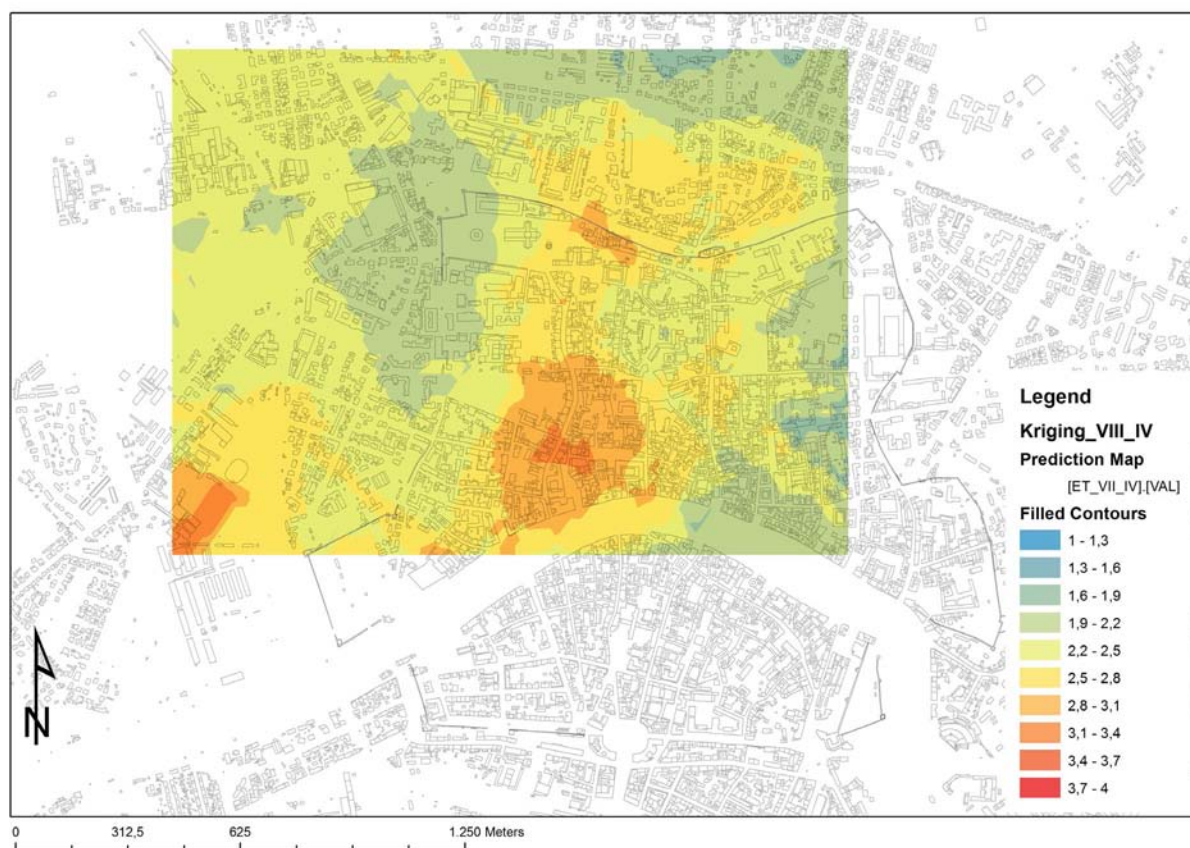 Legend
Kriging_VIII_IV
Prediction Map
[ET_VII_IV].[VAL]
Filled Contours
1 - 1,3
1,3 - 1,6
1,6 - 1,9
1,9 - 2,2
2,2 - 2,5
2,5 - 2,8
2,8 - 3,1
3,1 - 3,4
3,4 - 3,7
3,7 - 4
N
0 312,5 625 1.250 Meters